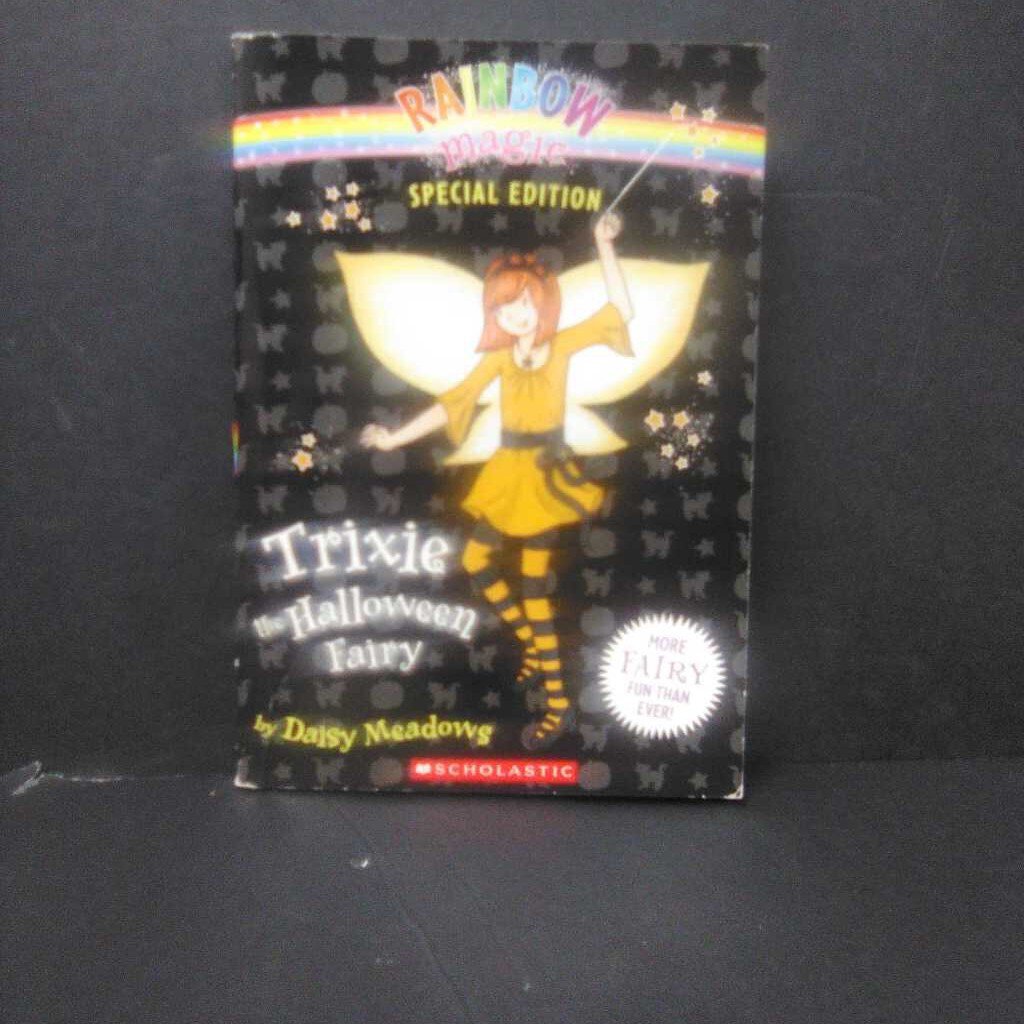 RAINBOW
magic
SPECIAL EDITION
Trixie
the Halloween
Fairy
by Daisy Meadows
MORE
FAIRY
FUN THAN
EVER!
SCHOLASTIC